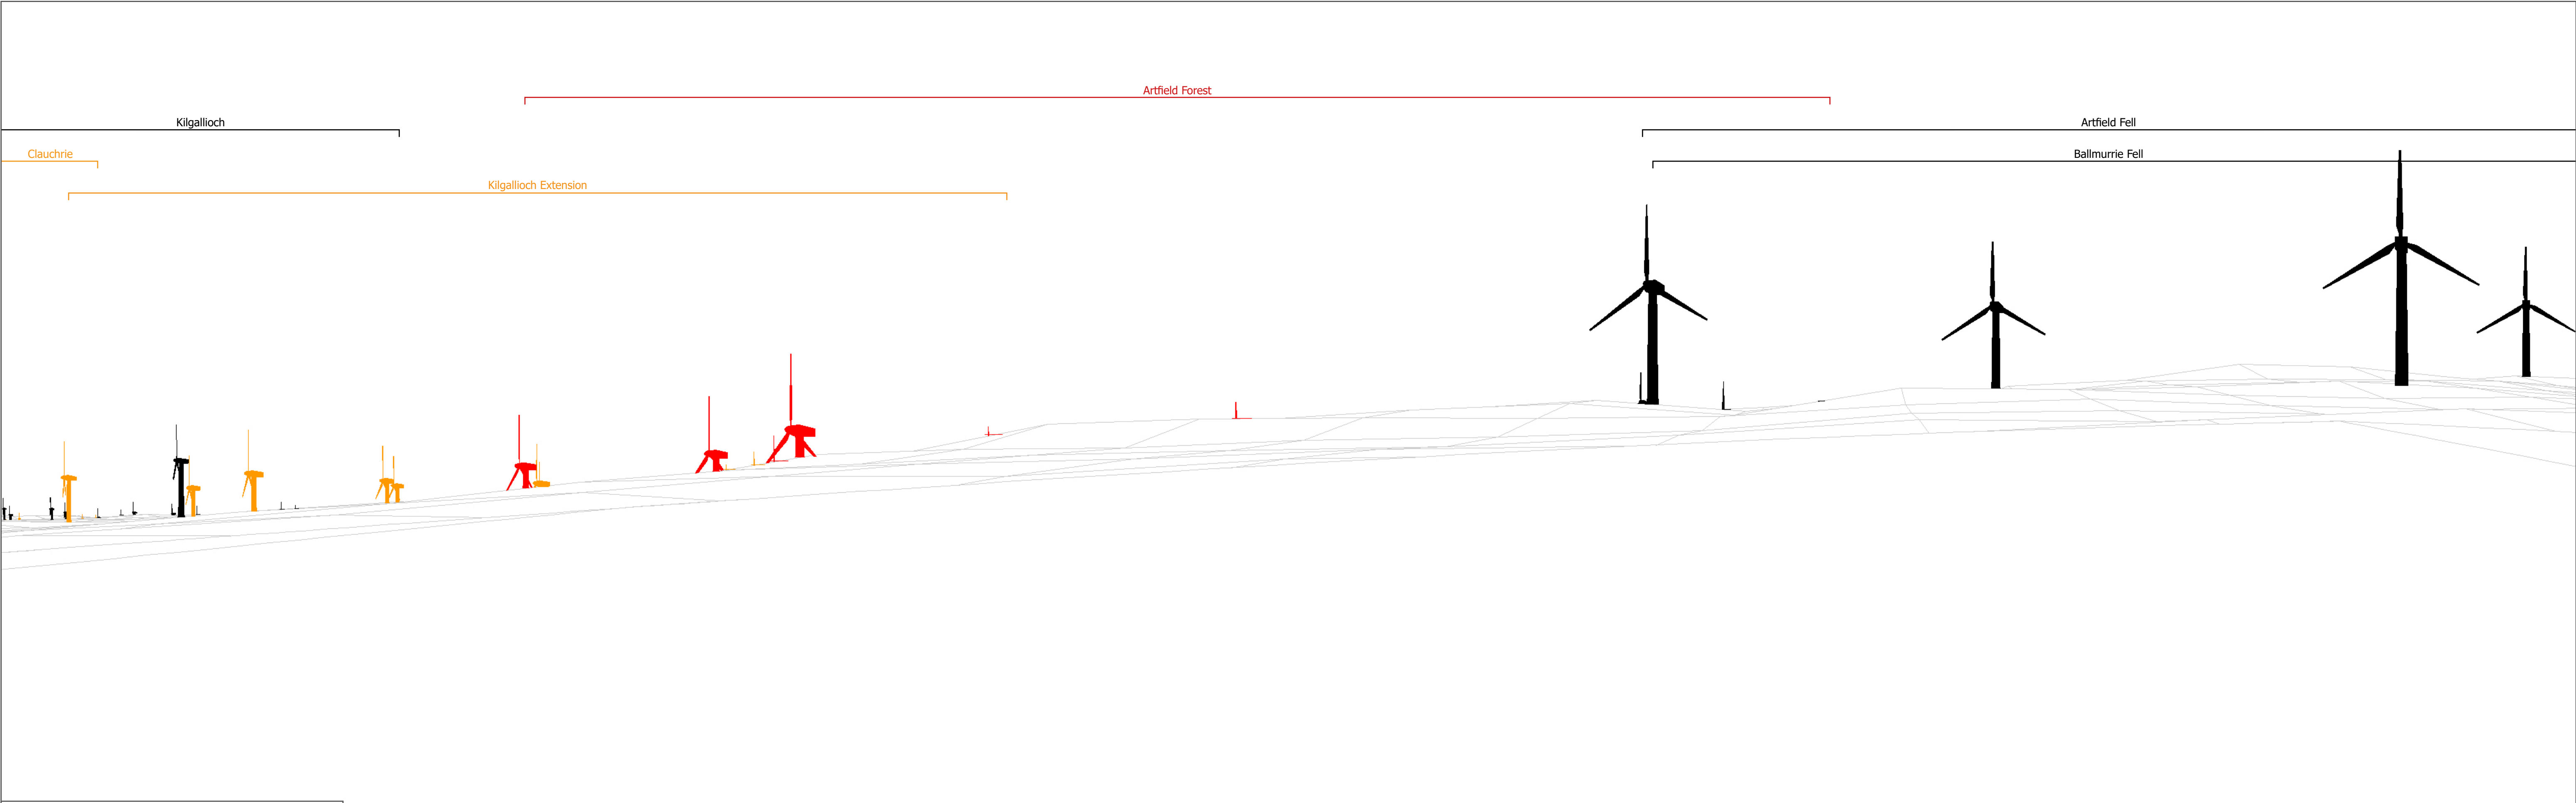 Artfield Forest
Kilgallioch
Artfield Fell
Clauchrie
Ballmurrie Fell
Kilgallioch Extension